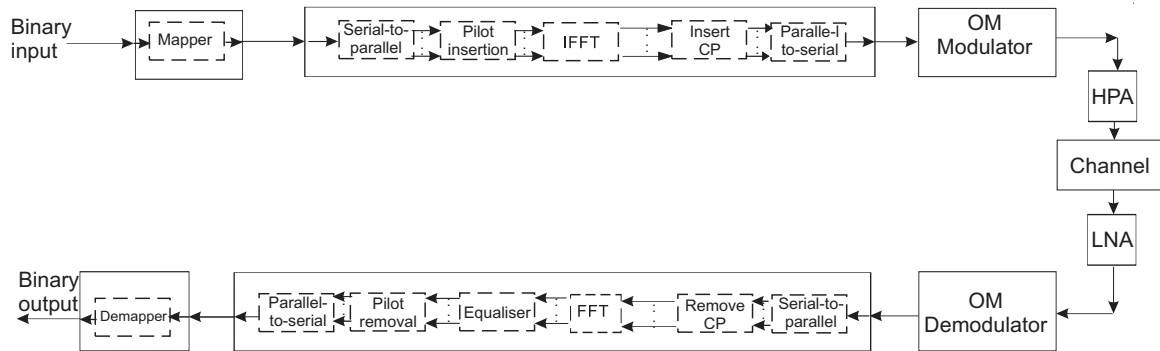 Binary
input
Mapper
Serial-to-
parallel
Pilot
insertion
IFFT
Insert
CP
Paralle-l
to-serial
OM
Modulator
HPA
Channel
LNA
OM
Demodulator
Serial-to-
parallel
Remove
CP
FFT
Equaliser
Pilot
removal
Parallel-
to-serial
Demapper
Binary
output